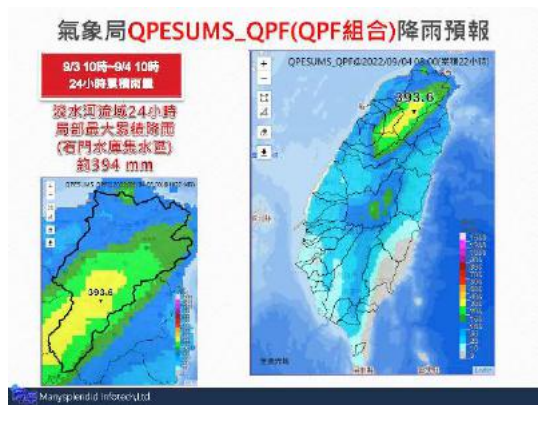 氣象局QPESUMS_QPF(QPF組合)降雨預報
9/3 10時~9/4 10時
24小時累積雨量
淡水河流域24小時
局部最大累積降雨
(石門水庫集水區)
約394 mm
393.6
QPESUMS_QPF@2022/09/04 08:00(累積22小時)
393.6
Manysplendid Infotech,Ltd.